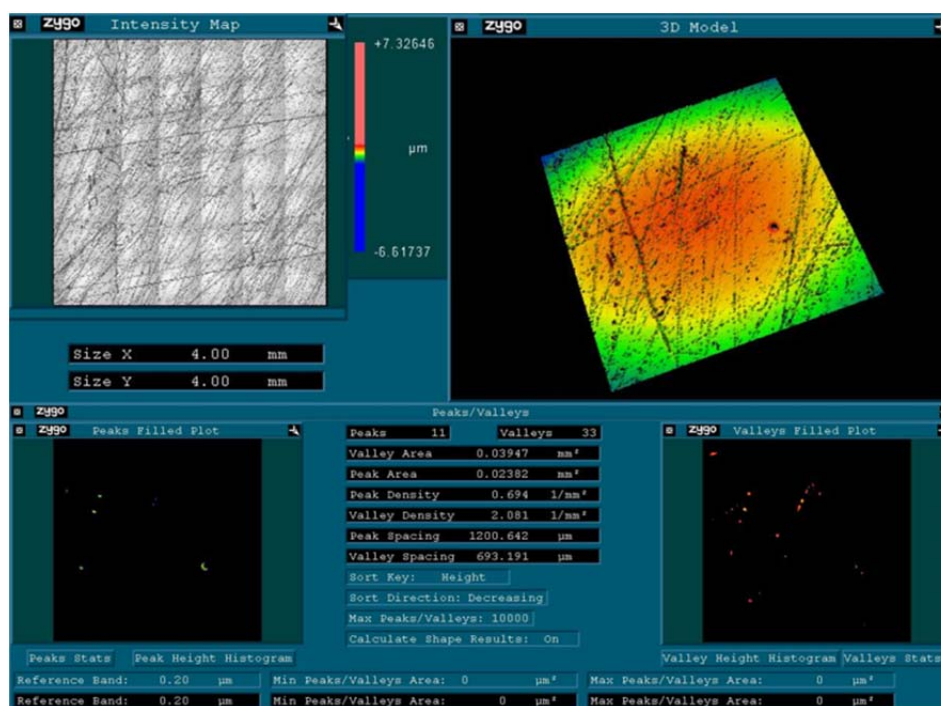 zygo Intensity Map
+7.32646
µm
-6.61737
zygo 3D Model
Size X 4.00 mm
Size Y 4.00 mm
zygo Peaks/Valleys
zygo Peaks Filled Plot
Peaks 11 Valleys 33
Valley Area 0.03947 mm²
Peak Area 0.02382 mm²
Peak Density 0.694 1/mm²
Valley Density 2.081 1/mm²
Peak Spacing 1200.642 µm
Valley Spacing 693.191 µm
Sort Key: Height
Sort Direction: Decreasing
Max Peaks/Valleys: 10000
Calculate Shape Results: On
zygo Valleys Filled Plot
Peaks Stats Peak Height Histogram
Valley Height Histogram Valleys Stats
Reference Band: 0.20 µm Min Peaks/Valleys Area: 0 µm² Max Peaks/Valleys Area: 0 µm²
Reference Band: 0.20 µm Min Peaks/Valleys Area: 0 µm² Max Peaks/Valleys Area: 0 µm²